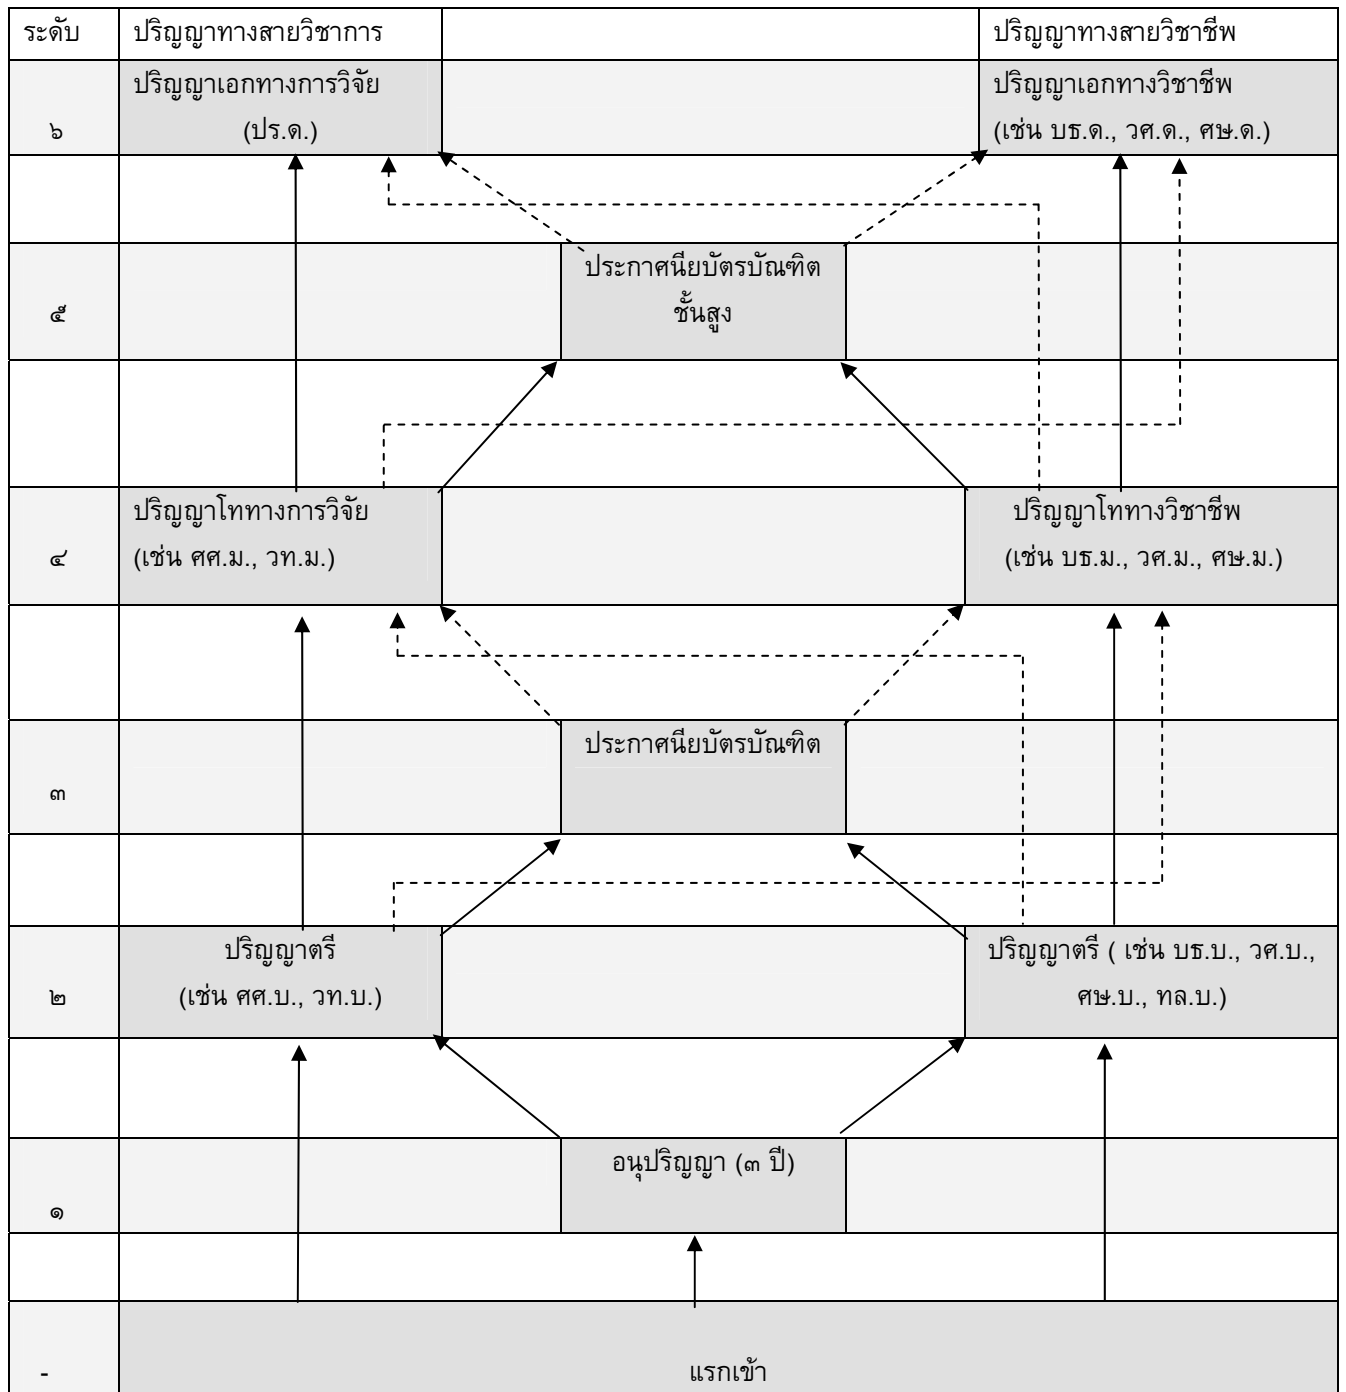 ระดับ ปริญญาทางสายวิชาการ ปริญญาทางสายวิชาชีพ
ปริญญาเอกทางการวิจัย ปริญญาเอกทางวิชาชีพ
๖ (ปร.ด.) (เช่น บธ.ด., วศ.ด., ศษ.ด.)
ประกาศนียบัตรบัณฑิต
๕ ชั้นสูง
ปริญญาโททางการวิจัย ปริญญาโททางวิชาชีพ
๔ (เช่น ศศ.ม., วท.ม.) (เช่น บธ.ม., วศ.ม., ศษ.ม.)
ประกาศนียบัตรบัณฑิต
๓
ปริญญาตรี ปริญญาตรี ( เช่น บธ.บ., วศ.บ.,
๒ (เช่น ศศ.บ., วท.บ.) ศษ.บ., ทล.บ.)
อนุปริญญา (๓ ปี)
๑
- แรกเข้า